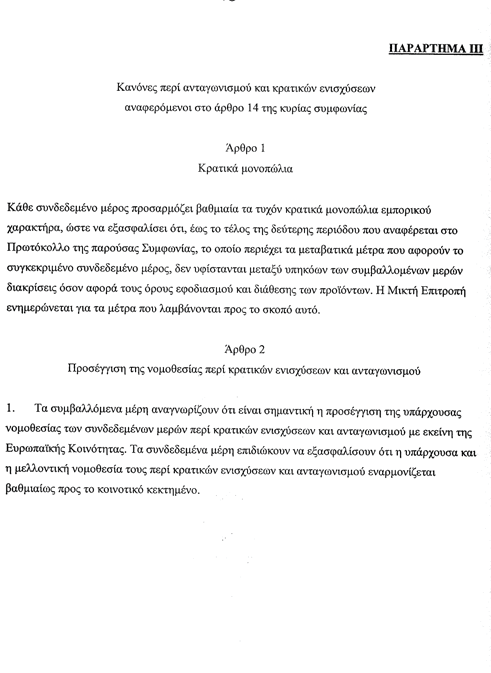 ΠΑΡΑΡΤΗΜΑ ΙΙΙ
Κανόνες περί ανταγωνισμού και κρατικών ενισχύσεων
αναφερόμενοι στο άρθρο 14 της κυρίας συμφωνίας
Άρθρο 1
Κρατικά μονοπώλια
Κάθε συνδεδεμένο μέρος προσαρμόζει βαθμιαία τα τυχόν κρατικά μονοπώλια εμπορικού
χαρακτήρα, ώστε να εξασφαλίσει ότι, έως το τέλος της δεύτερης περιόδου που αναφέρεται στο
Πρωτόκολλο της παρούσας Συμφωνίας, το οποίο περιέχει τα μεταβατικά μέτρα που αφορούν το
συγκεκριμένο συνδεδεμένο μέρος, δεν υφίστανται μεταξύ υπηκόων των συμβαλλομένων μερών
διακρίσεις όσον αφορά τους όρους εφοδιασμού και διάθεσης των προϊόντων. Η Μικτή Επιτροπή
ενημερώνεται για τα μέτρα που λαμβάνονται προς το σκοπό αυτό.
Άρθρο 2
Προσέγγιση της νομοθεσίας περί κρατικών ενισχύσεων και ανταγωνισμού
1. Τα συμβαλλόμενα μέρη αναγνωρίζουν ότι είναι σημαντική η προσέγγιση της υπάρχουσας
νομοθεσίας των συνδεδεμένων μερών περί κρατικών ενισχύσεων και ανταγωνισμού με εκείνη της
Ευρωπαϊκής Κοινότητας. Τα συνδεδεμένα μέρη επιδιώκουν να εξασφαλίσουν ότι η υπάρχουσα και
η μελλοντική νομοθεσία τους περί κρατικών ενισχύσεων και ανταγωνισμού εναρμονίζεται
βαθμιαίως προς το κοινοτικό κεκτημένο.